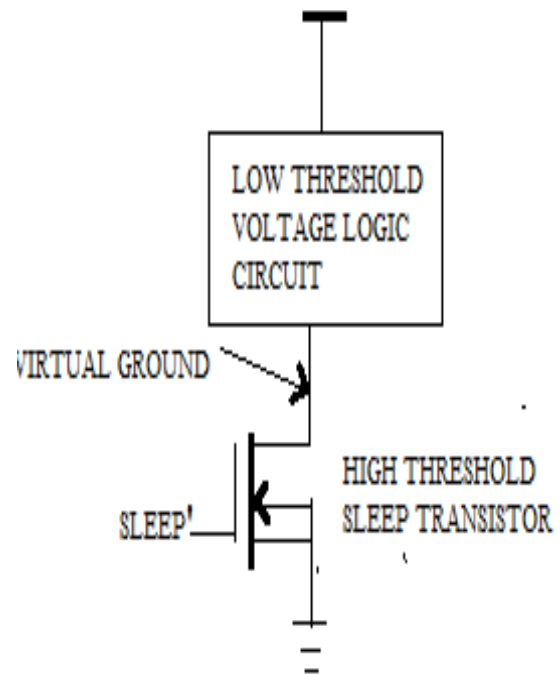 LOW THRESHOLD
VOLTAGE LOGIC
CIRCUIT
VIRTUAL GROUND
HIGH THRESHOLD
SLEEP TRANSISTOR
SLEEP'